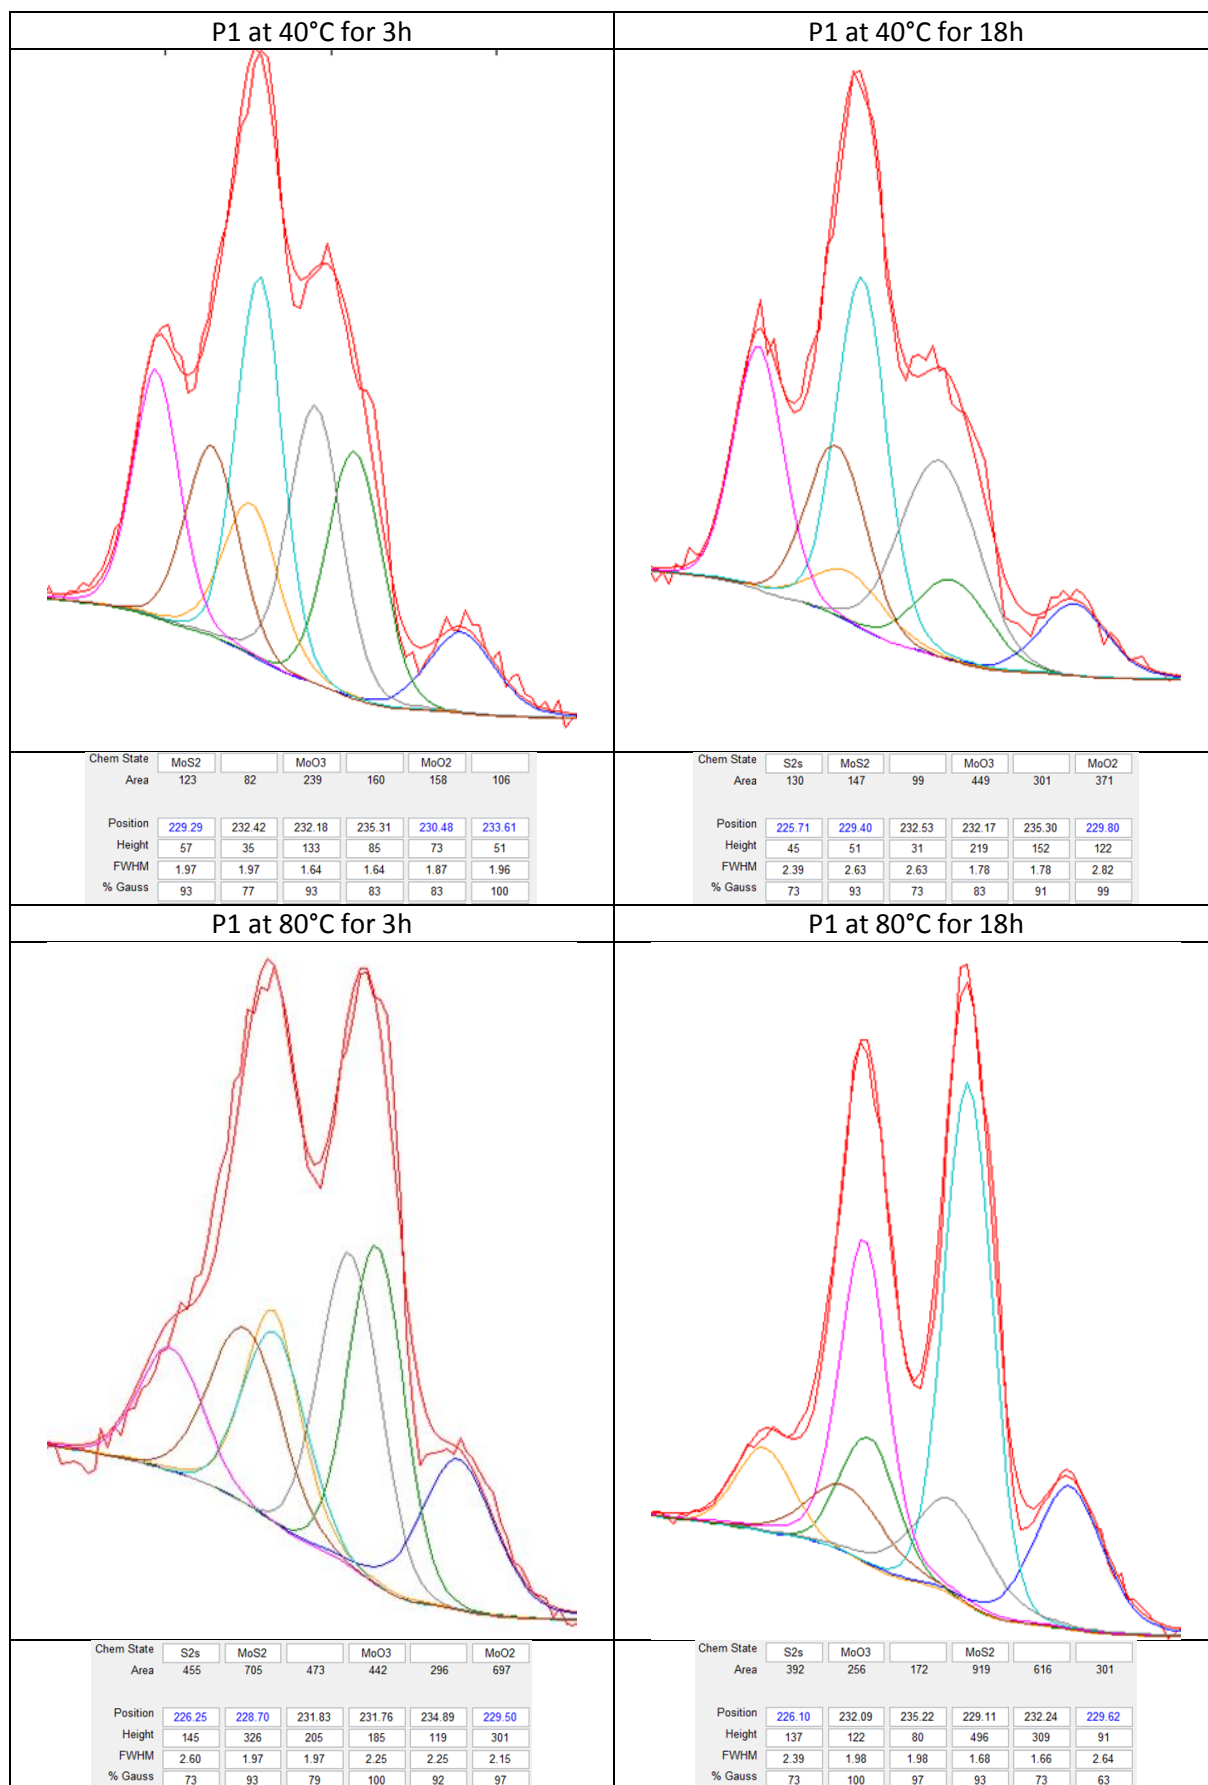 P1 at 40°C for 3h
P1 at 40°C for 18h
Chem State MoS2 MoO3 MoO2
Area 123 82 239 160 158 106
Position 229.29 232.42 232.18 235.31 230.48 233.61
Height 57 35 133 85 73 51
FWHM 1.97 1.97 1.64 1.64 1.87 1.96
% Gauss 93 77 93 83 83 100
Chem State S2s MoS2 MoO3 MoO2
Area 130 147 99 449 301 371
Position 225.71 229.40 232.53 232.17 235.30 229.80
Height 45 51 31 219 152 122
FWHM 2.39 2.63 2.63 1.78 1.78 2.82
% Gauss 73 93 73 83 91 99
P1 at 80°C for 3h
P1 at 80°C for 18h
Chem State S2s MoS2 MoO3 MoO2
Area 455 705 473 442 296 697
Position 226.25 228.70 231.83 231.76 234.89 229.50
Height 145 326 205 185 119 301
FWHM 2.60 1.97 1.97 2.25 2.25 2.15
% Gauss 73 93 79 100 92 97
Chem State S2s MoO3 MoS2 MoO2
Area 392 256 172 919 616 301
Position 226.10 232.09 235.22 229.11 232.24 229.62
Height 137 122 80 496 309 91
FWHM 2.39 1.98 1.98 1.68 1.66 2.64
% Gauss 73 100 97 93 73 63